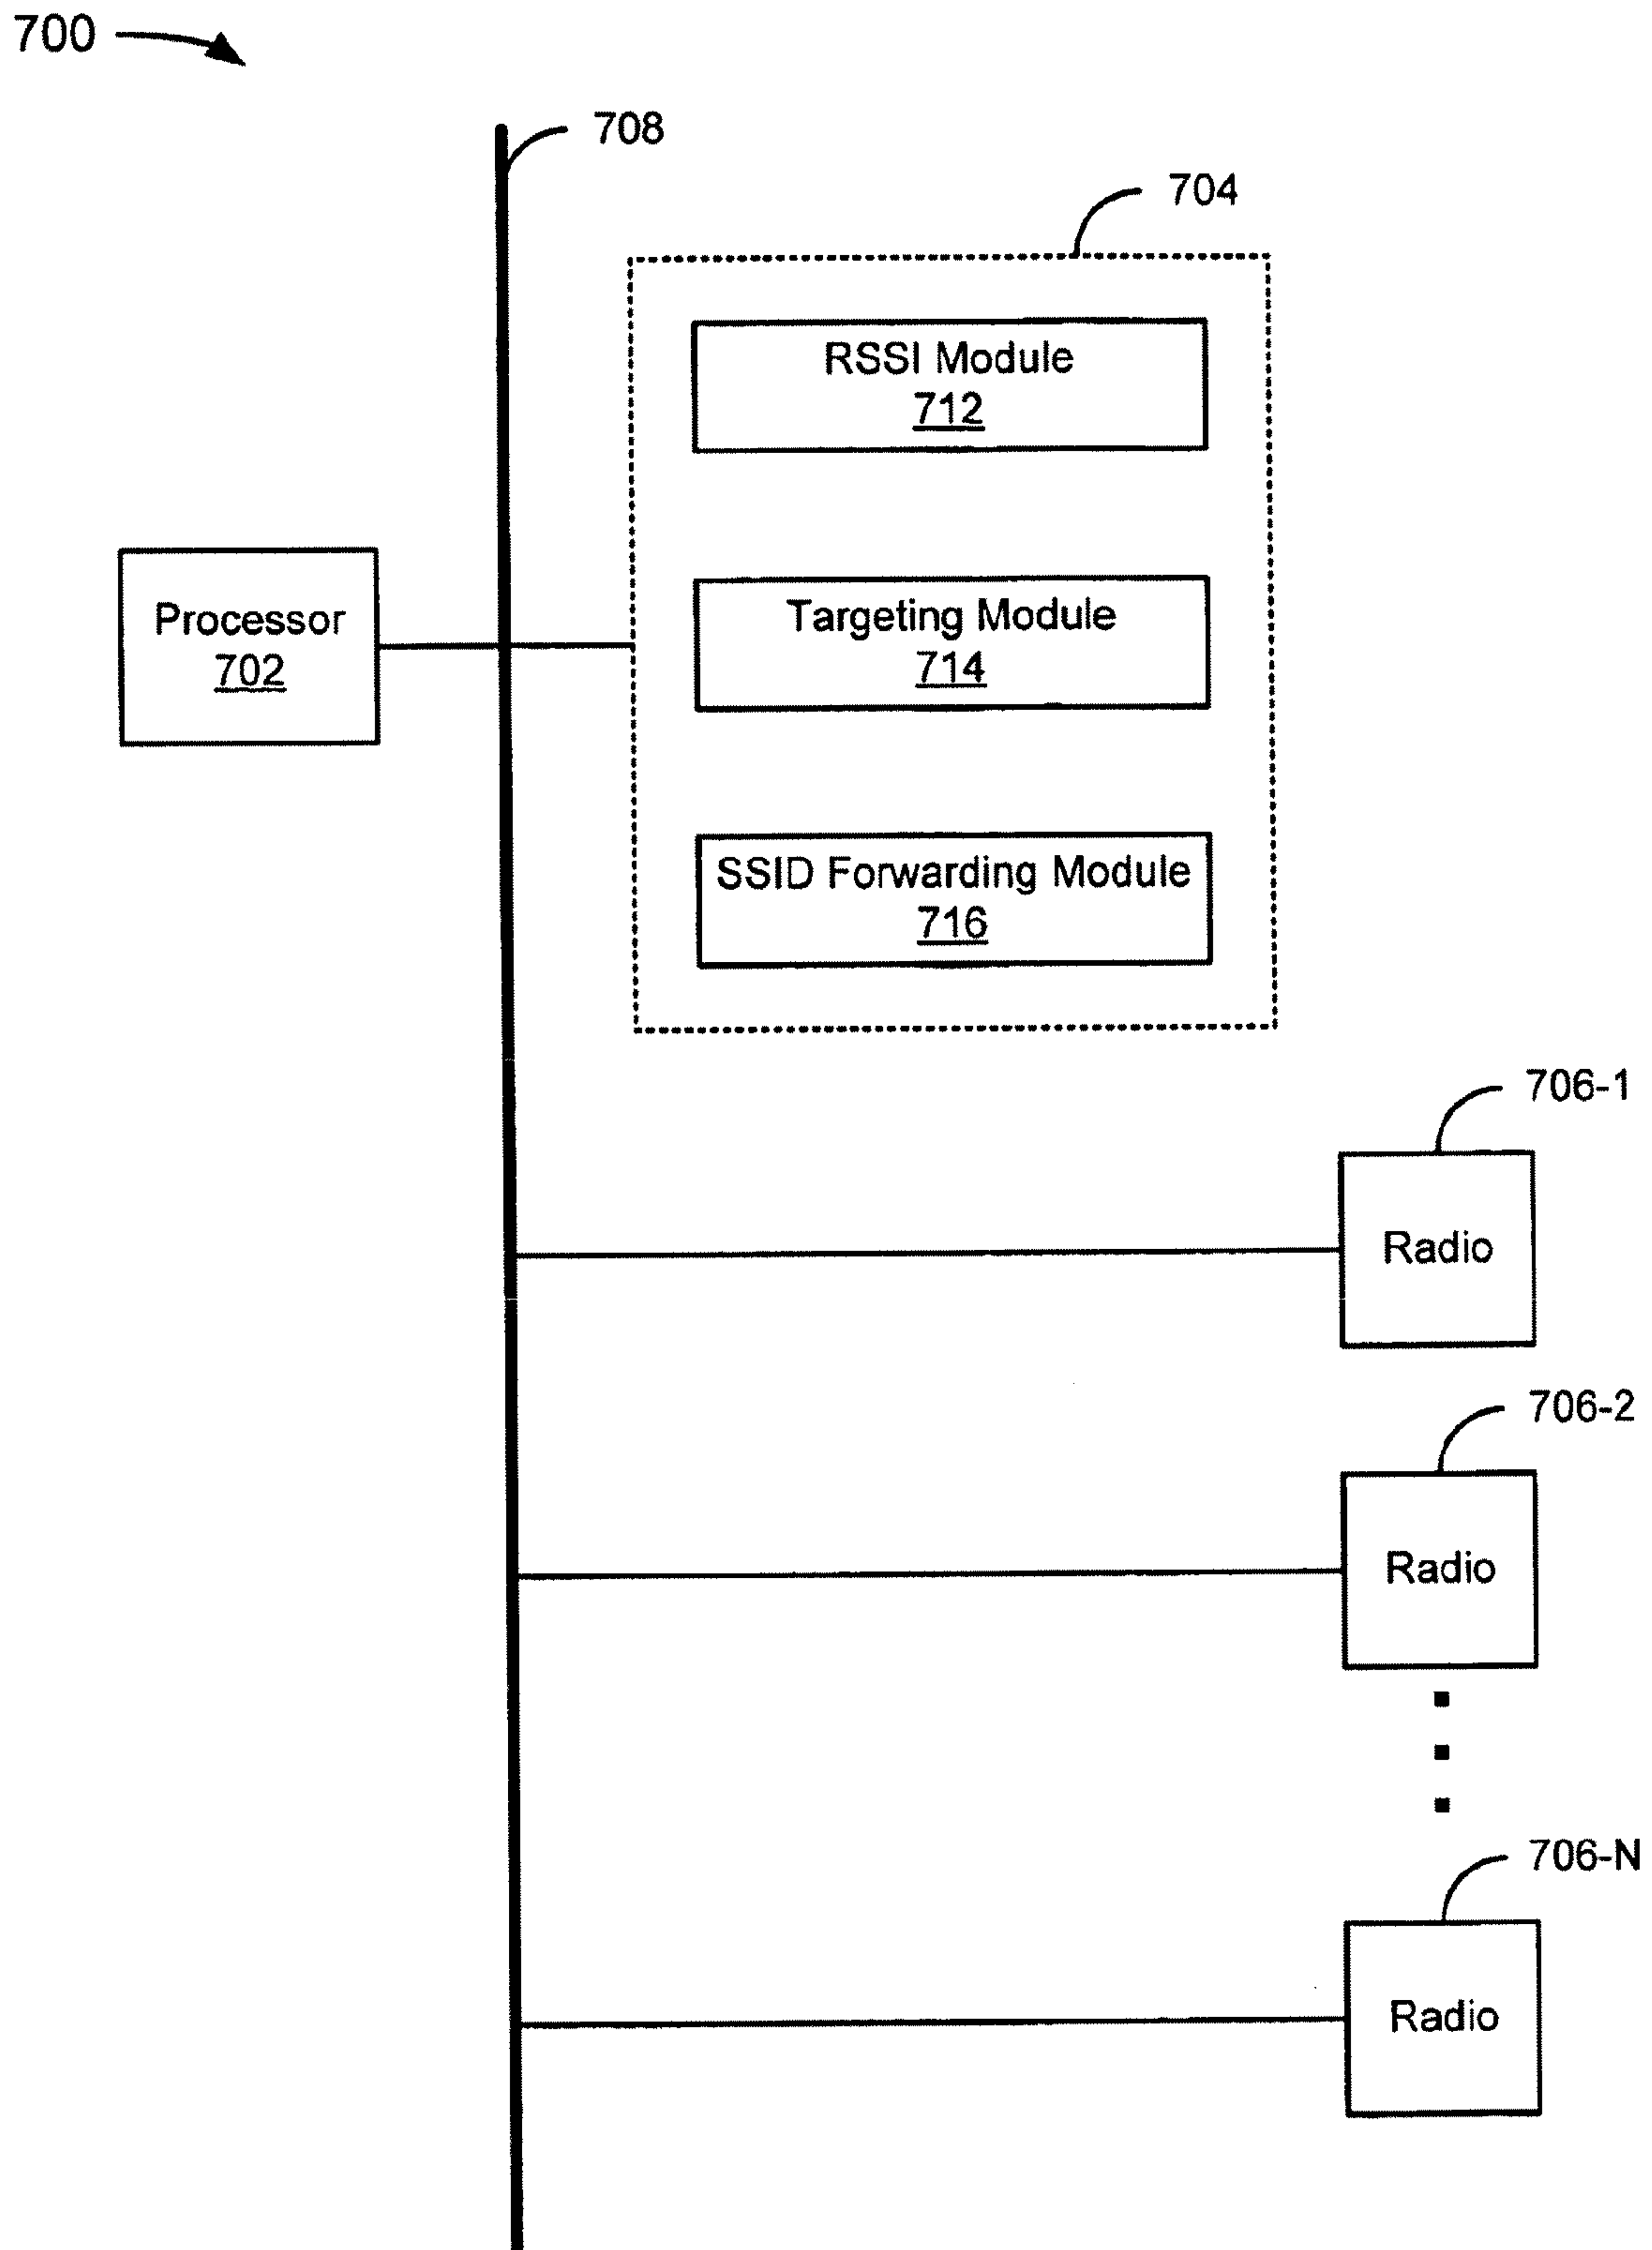 700
708
704
RSSI Module
712
Processor
702
Targeting Module
714
SSID Forwarding Module
716
706-1
Radio
706-2
Radio
706-N
Radio